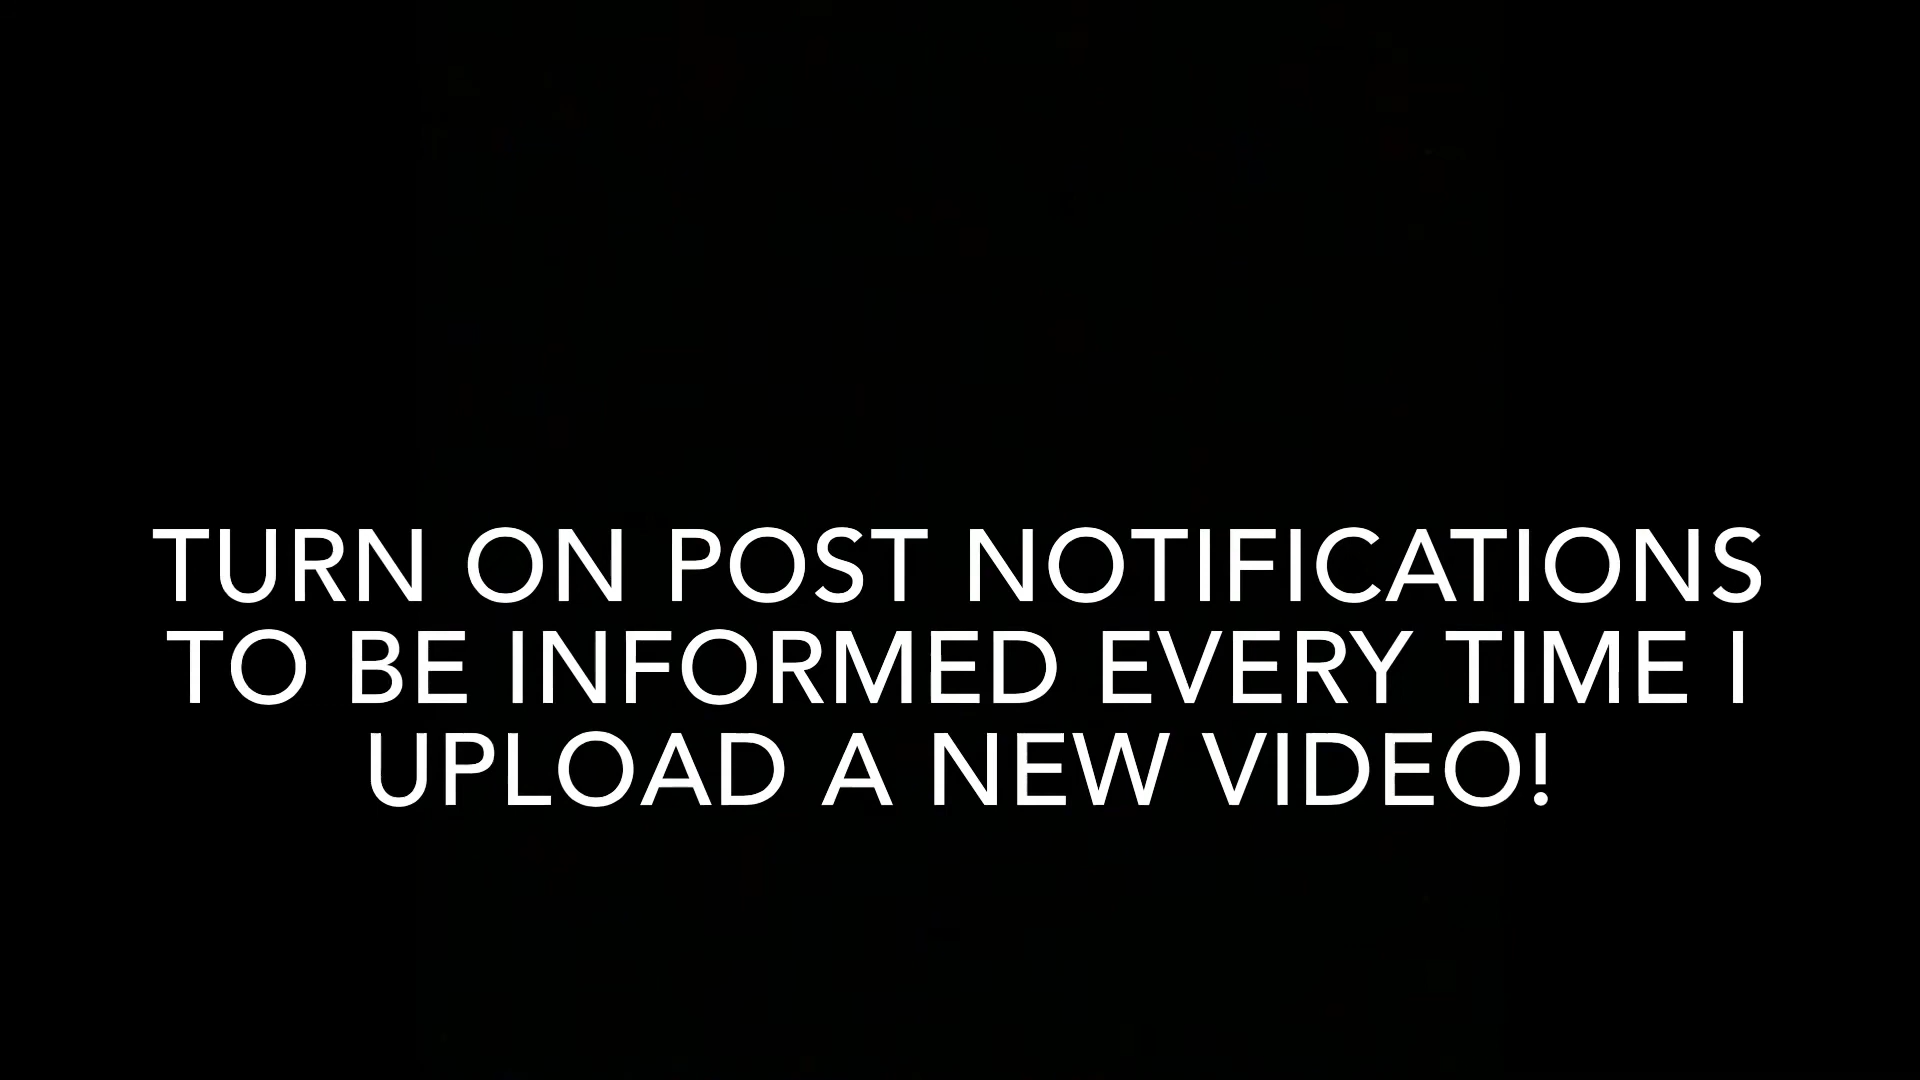 TURN ON POST NOTIFICATIONS
TO BE INFORMED EVERY TIME I
UPLOAD A NEW VIDEO!